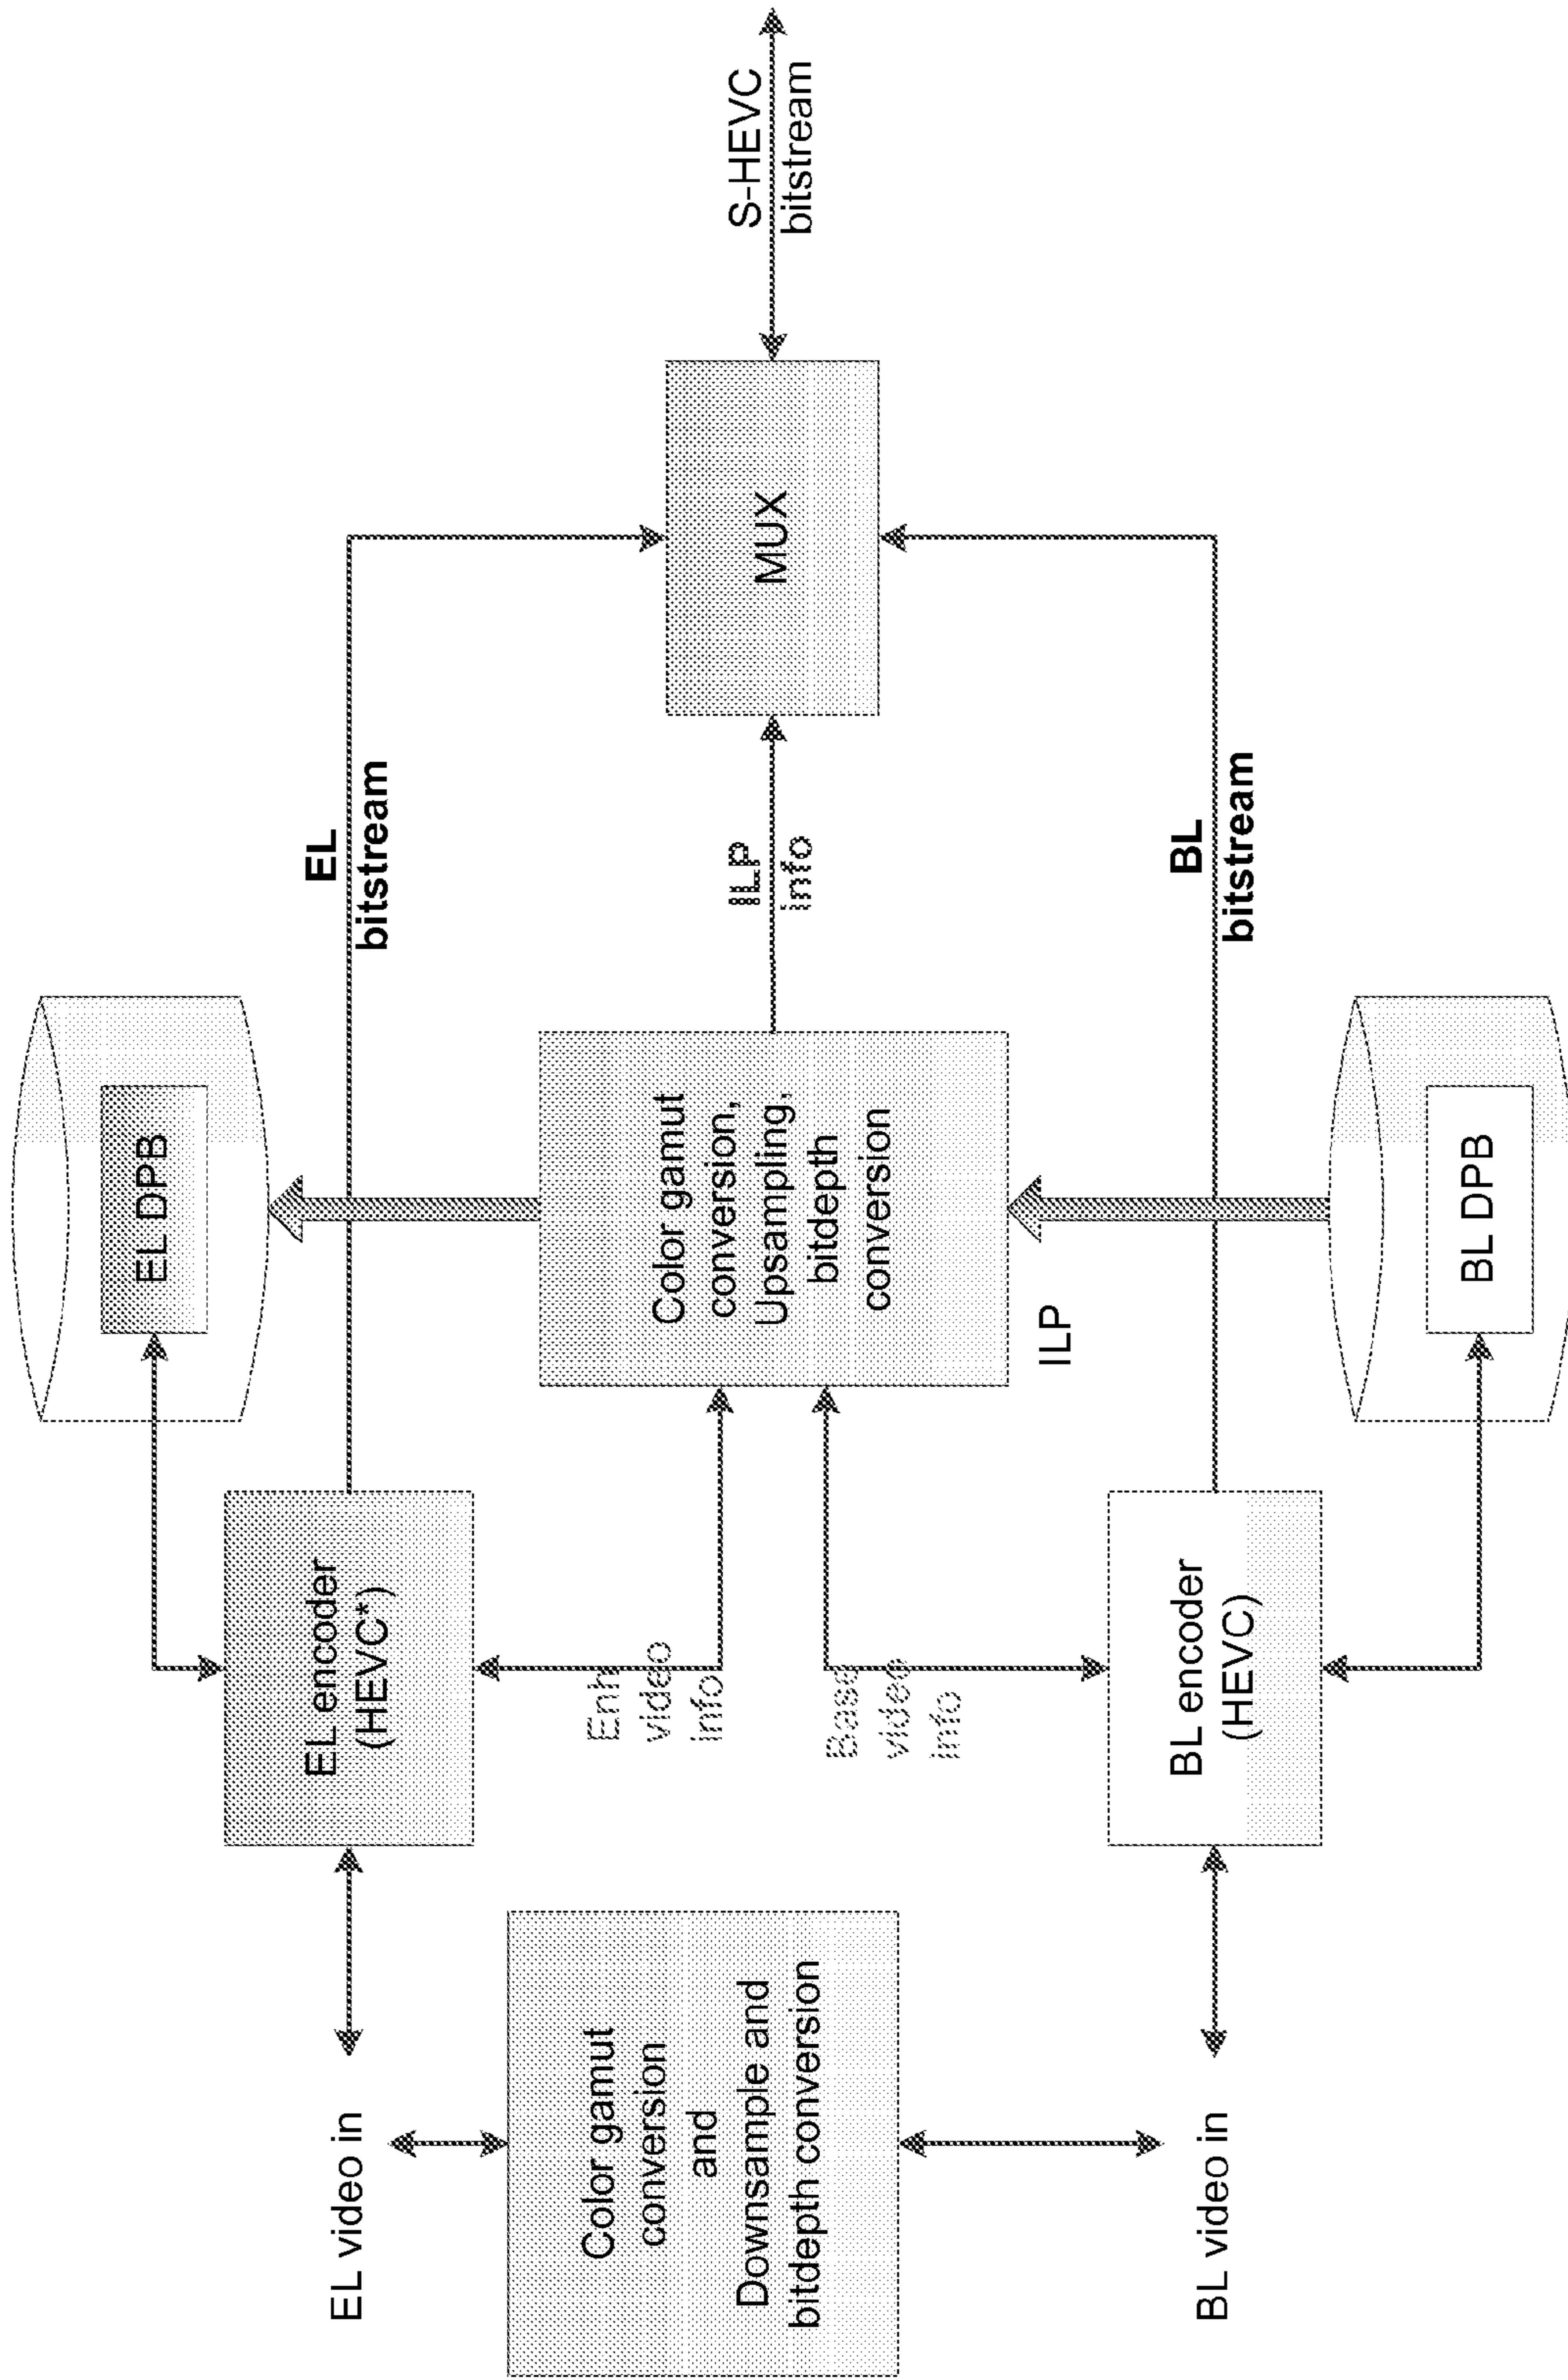 EL video in
Color gamut
conversion
and
Downsample and
bitdepth conversion
BL video in
EL encoder
(HEVC*)
Enh
video
info
Base
video
info
BL encoder
(HEVC)
EL DPB
Color gamut
conversion,
Upsampling,
bitdepth
conversion
ILP
BL DPB
EL
bitstream
ILP
info
BL
bitstream
MUX
S-HEVC
bitstream